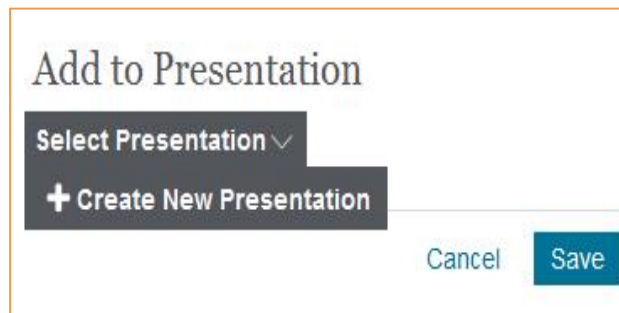 Add to Presentation
Select Presentation
+ Create New Presentation
Cancel Save